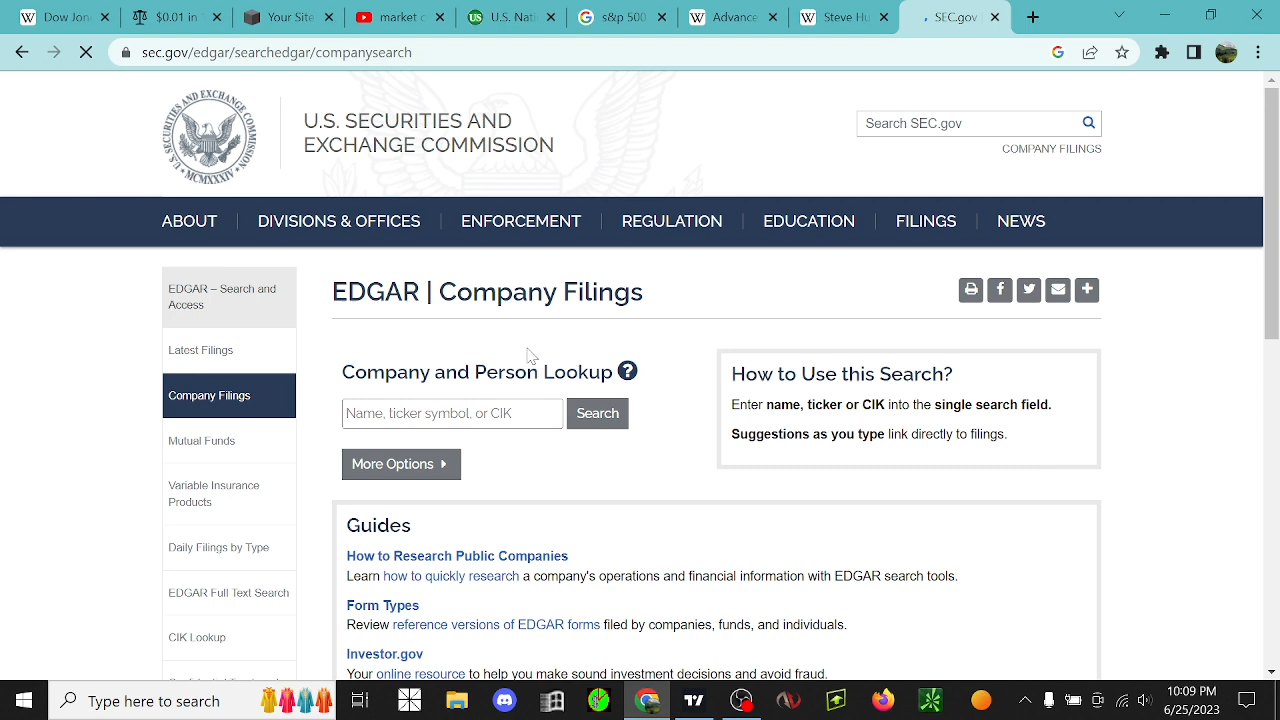 Dow Jon
$0.01 in
Your Site
market c
U.S. Nati
s&p 500
Advance
Steve Hu
SEC.gov
sec.gov/edgar/searchedgar/companysearch
U.S. SECURITIES AND
EXCHANGE COMMISSION
U.S. SECURITIES AND EXCHANGE COMMISSION
MCMXXXIV
Search SEC.gov
COMPANY FILINGS
ABOUT
DIVISIONS & OFFICES
ENFORCEMENT
REGULATION
EDUCATION
FILINGS
NEWS
EDGAR – Search and
Access
Latest Filings
Company Filings
Mutual Funds
Variable Insurance
Products
Daily Filings by Type
EDGAR Full Text Search
CIK Lookup
EDGAR | Company Filings
Company and Person Lookup ?
Name, ticker symbol, or CIK
Search
More Options
How to Use this Search?
Enter name, ticker or CIK into the single search field.
Suggestions as you type link directly to filings.
Guides
How to Research Public Companies
Learn how to quickly research a company's operations and financial information with EDGAR search tools.
Form Types
Review reference versions of EDGAR forms filed by companies, funds, and individuals.
Investor.gov
Your online resource to help you make sound investment decisions and avoid fraud.
Type here to search
10:09 PM
6/25/2023